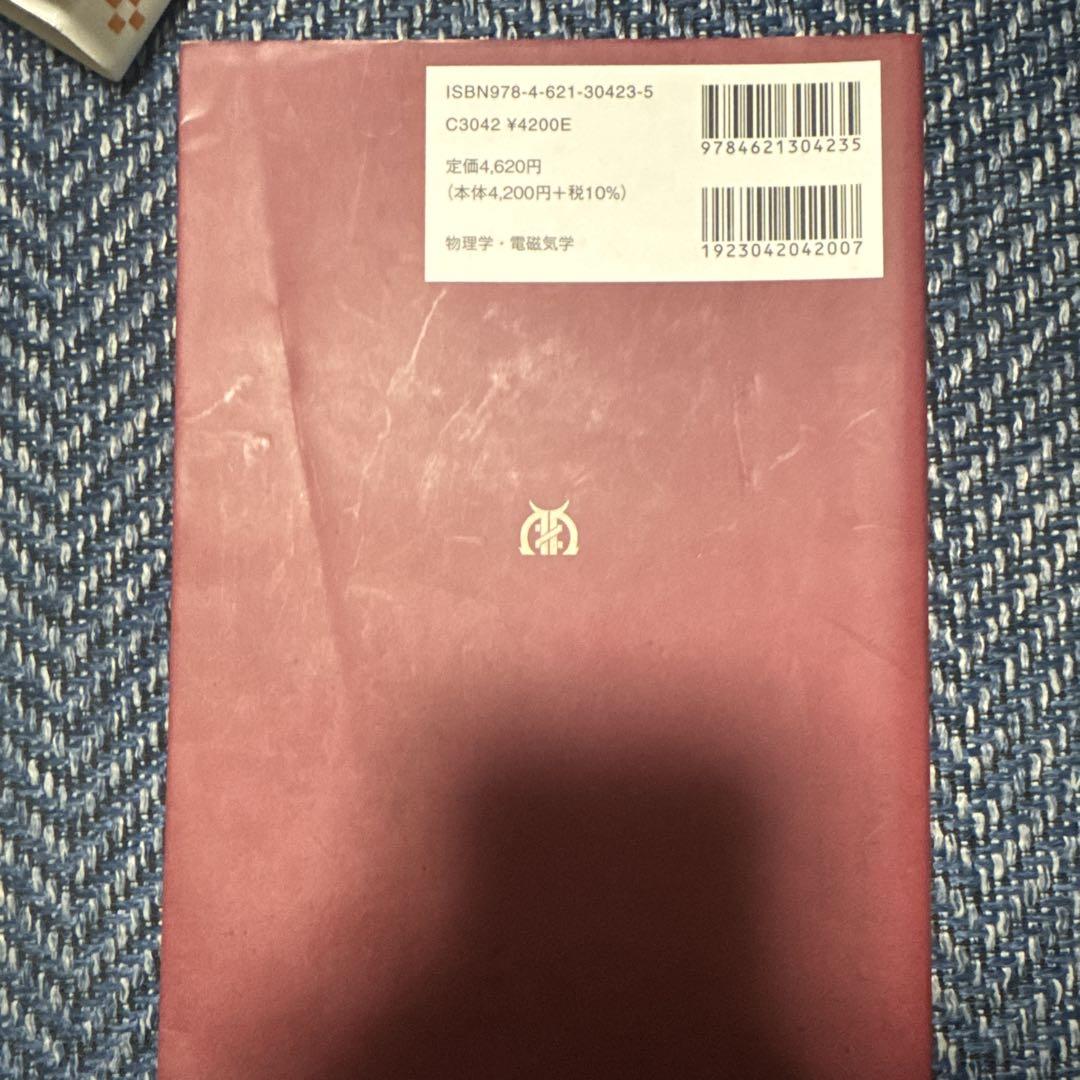 ISBN978-4-621-30423-5
C3042 ¥4200E
定価4,620円
(本体4,200円+税10%)
物理学・電磁気学
9784621304235
1923042042007